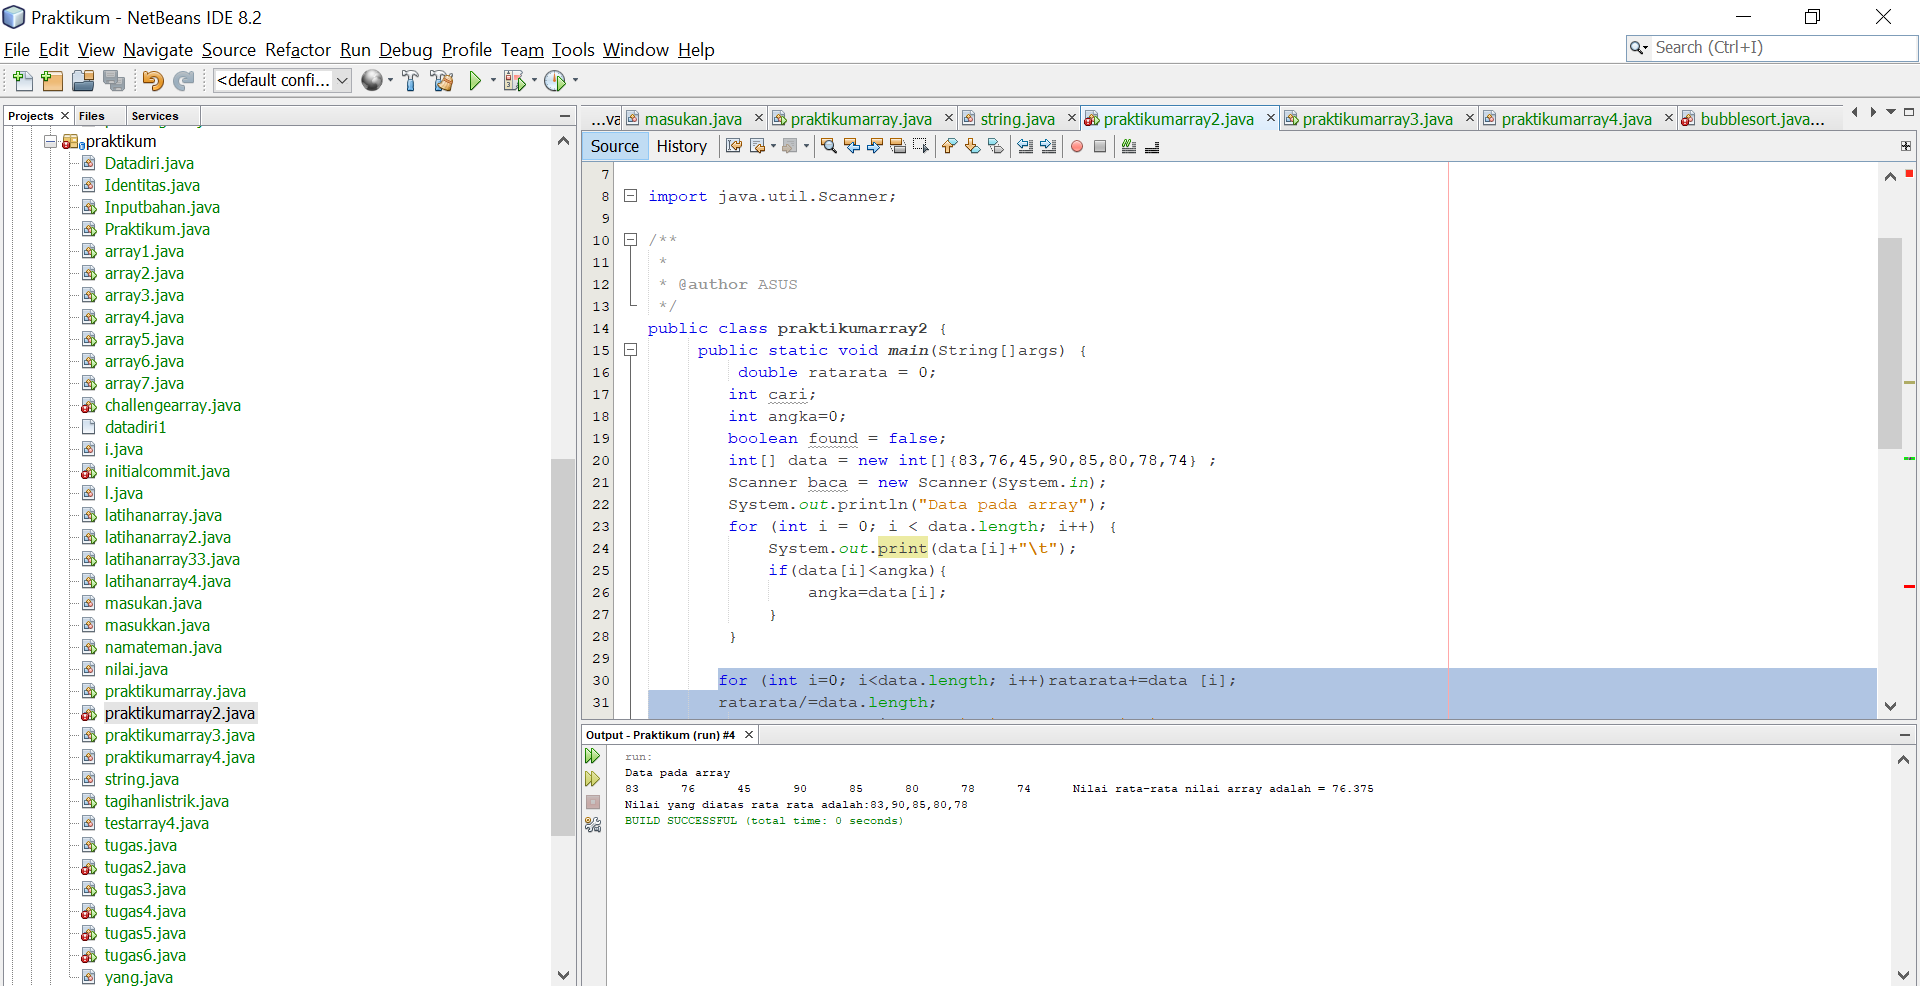 Praktikum - NetBeans IDE 8.2
File Edit View Navigate Source Refactor Run Debug Profile Team Tools Window Help
Search (Ctrl+I)
<default confi...
Projects
Files
Services
praktikum
Datadiri.java
Identitas.java
Inputbahan.java
Praktikum.java
array1.java
array2.java
array3.java
array4.java
array5.java
array6.java
array7.java
challengearray.java
datadiri1
i.java
initialcommit.java
l.java
latihanarray.java
latihanarray2.java
latihanarray33.java
latihanarray4.java
masukan.java
masukkan.java
namateman.java
nilai.java
praktikumarray.java
praktikumarray2.java
praktikumarray3.java
praktikumarray4.java
string.java
tagihanlistrik.java
testarray4.java
tugas.java
tugas2.java
tugas3.java
tugas4.java
tugas5.java
tugas6.java
yang.java
...va masukan.java praktikumarray.java string.java praktikumarray2.java praktikumarray3.java praktikumarray4.java bubblesort.java...
Source History
7
8 import java.util.Scanner;
9
10 /**
11 *
12 * @author ASUS
13 */
14 public class praktikumarray2 {
15 public static void main(String[]args) {
16 double ratarata = 0;
17 int cari;
18 int angka=0;
19 boolean found = false;
20 int[] data = new int[]{83,76,45,90,85,80,78,74} ;
21 Scanner baca = new Scanner(System.in);
22 System.out.println("Data pada array");
23 for (int i = 0; i < data.length; i++) {
24 System.out.print(data[i]+"\t");
25 if(data[i]<angka){
26 angka=data[i];
27 }
28 }
29
30 for (int i=0; i<data.length; i++)ratarata+=data [i];
31 ratarata/=data.length;
Output - Praktikum (run) #4
run:
Data pada array
83 76 45 90 85 80 78 74 Nilai rata-rata nilai array adalah = 76.375
Nilai yang diatas rata rata adalah:83,90,85,80,78
BUILD SUCCESSFUL (total time: 0 seconds)